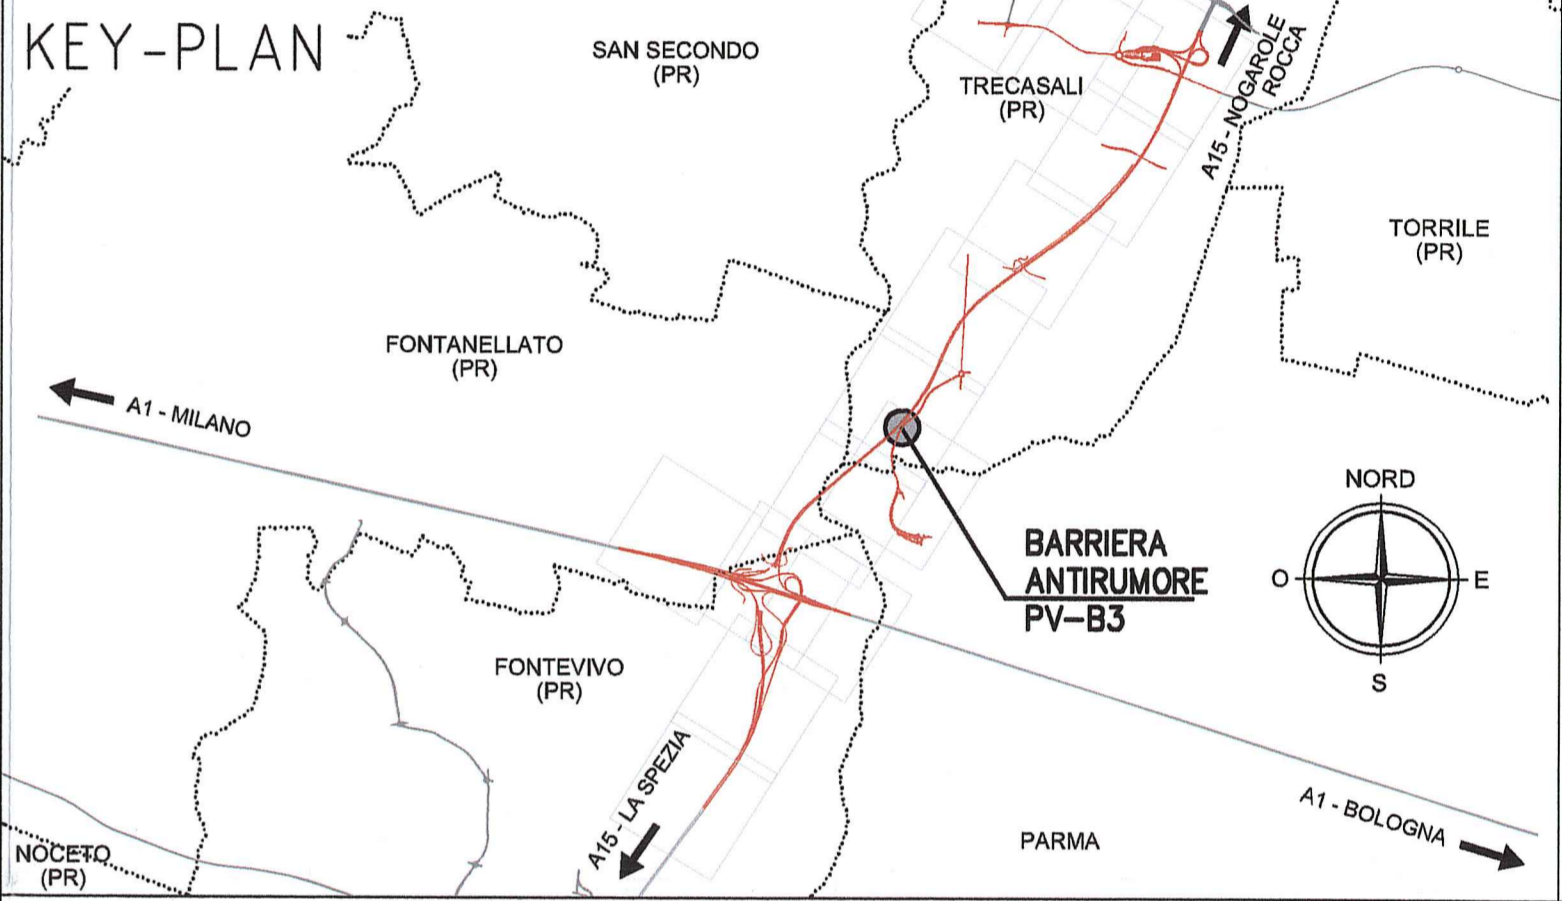 KEY-PLAN
SAN SECONDO
(PR)
TRECASALI
(PR)
A15 - NOGAROLE
ROCCA
TORRILE
(PR)
FONTANELLATO
(PR)
A1 - MILANO
NORD
O
E
S
BARRIERA
ANTIRUMORE
PV-B3
FONTEVIVO
(PR)
A15 - LA SPEZIA
A1 - BOLOGNA
PARMA
NOCETO
(PR)